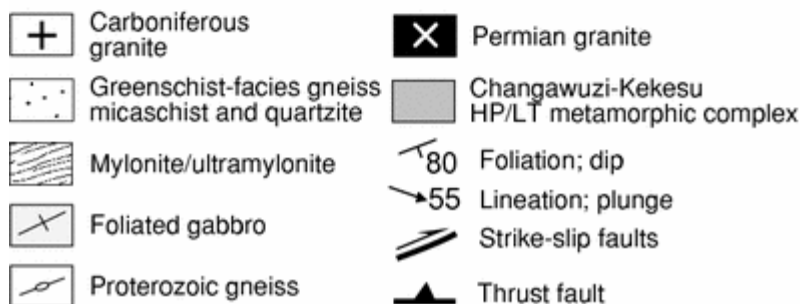 Carboniferous
granite
Greenschist-facies gneiss
micaschist and quartzite
Mylonite/ultramylonite
Foliated gabbro
Proterozoic gneiss
Permian granite
Changawuzi-Kekesu
HP/LT metamorphic complex
80 Foliation; dip
55 Lineation; plunge
Strike-slip faults
Thrust fault